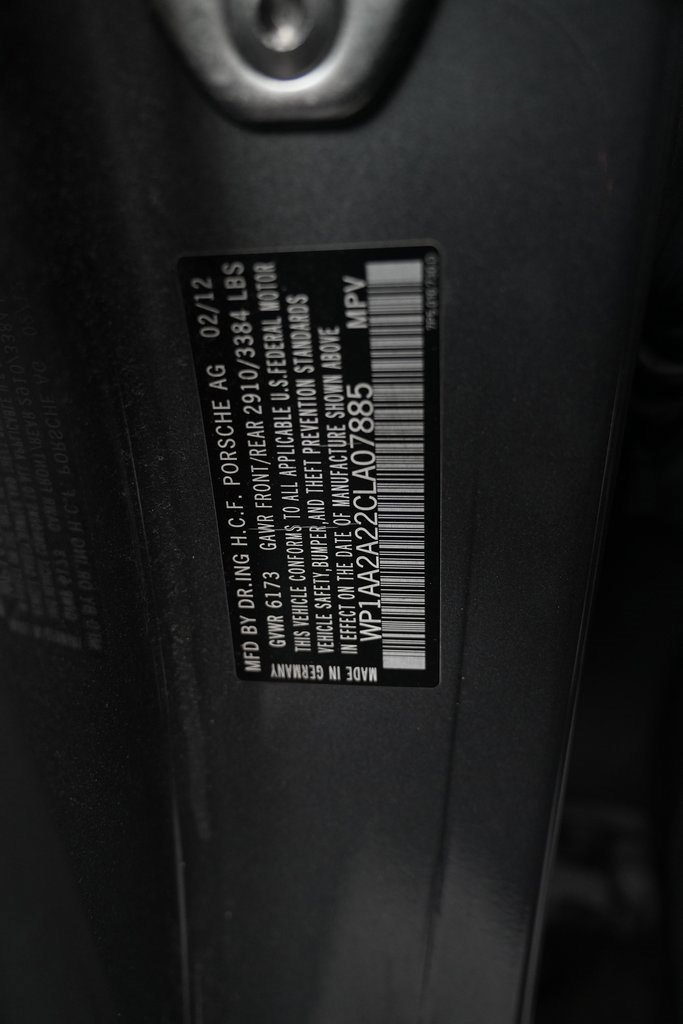 MFD BY DR.ING H.C.F. PORSCHE AG 02/12
GVWR 6173 GAWR FRONT/REAR 2910/3384 LBS
THIS VEHICLE CONFORMS TO ALL APPLICABLE U.S.FEDERAL MOTOR
VEHICLE SAFETY,BUMPER,AND THEFT PREVENTION STANDARDS
IN EFFECT ON THE DATE OF MANUFACTURE SHOWN ABOVE
WP1AA2A22CLA07885 MPV
MADE IN GERMANY